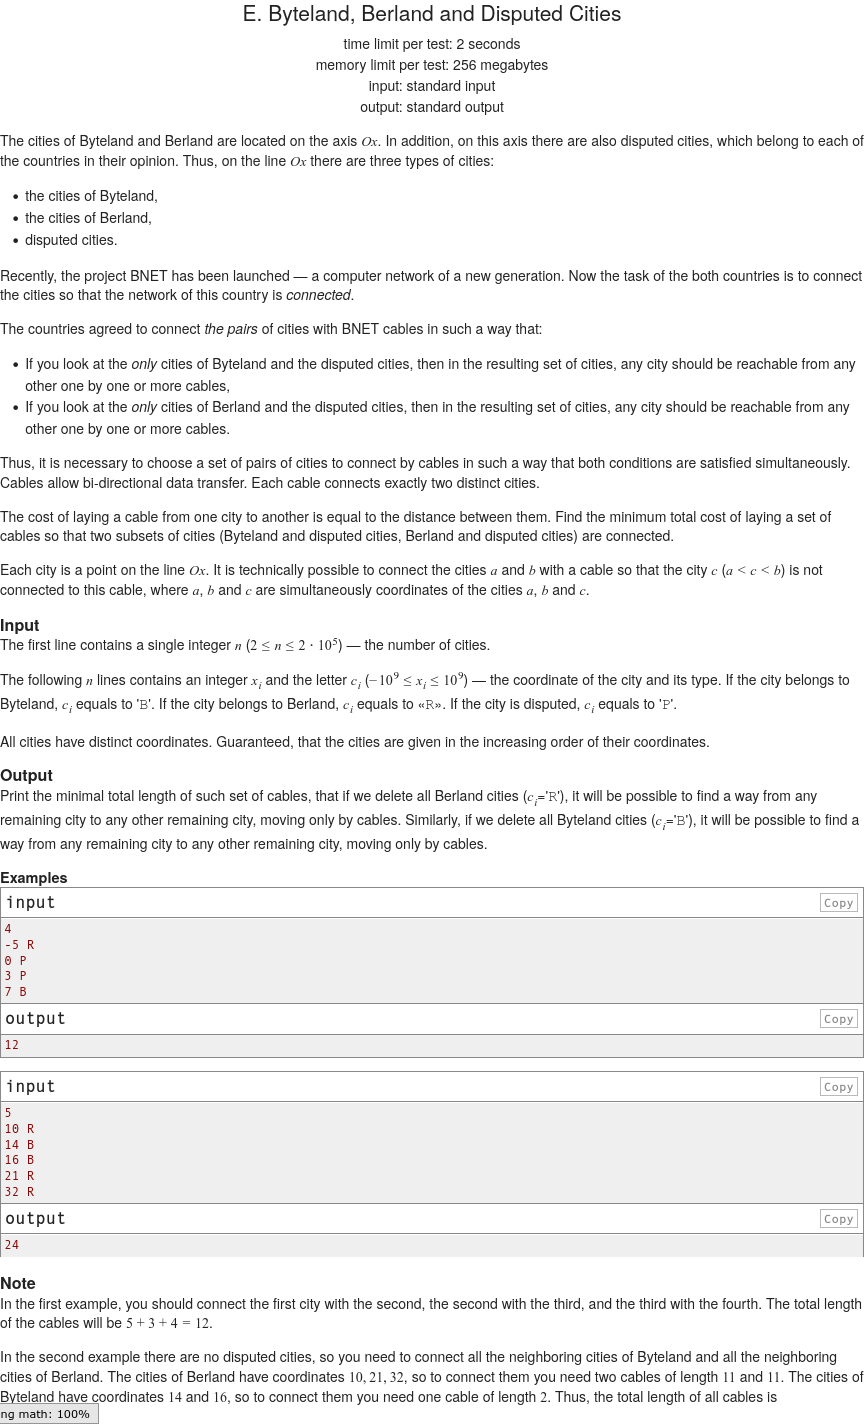 E. Byteland, Berland and Disputed Cities
time limit per test: 2 seconds
memory limit per test: 256 megabytes
input: standard input
output: standard output
The cities of Byteland and Berland are located on the axis Ox. In addition, on this axis there are also disputed cities, which belong to each of
the countries in their opinion. Thus, on the line Ox there are three types of cities:
• the cities of Byteland,
• the cities of Berland,
• disputed cities.
Recently, the project BNET has been launched — a computer network of a new generation. Now the task of the both countries is to connect
the cities so that the network of this country is connected.
The countries agreed to connect the pairs of cities with BNET cables in such a way that:
• If you look at the only cities of Byteland and the disputed cities, then in the resulting set of cities, any city should be reachable from any
other one by one or more cables,
• If you look at the only cities of Berland and the disputed cities, then in the resulting set of cities, any city should be reachable from any
other one by one or more cables.
Thus, it is necessary to choose a set of pairs of cities to connect by cables in such a way that both conditions are satisfied simultaneously.
Cables allow bi-directional data transfer. Each cable connects exactly two distinct cities.
The cost of laying a cable from one city to another is equal to the distance between them. Find the minimum total cost of laying a set of
cables so that two subsets of cities (Byteland and disputed cities, Berland and disputed cities) are connected.
Each city is a point on the line Ox. It is technically possible to connect the cities a and b with a cable so that the city c (a < c < b) is not
connected to this cable, where a, b and c are simultaneously coordinates of the cities a, b and c.
Input
The first line contains a single integer n (2 ≤ n ≤ 2 · 10⁵) — the number of cities.
The following n lines contains an integer xᵢ and the letter cᵢ (−10⁹ ≤ xᵢ ≤ 10⁹) — the coordinate of the city and its type. If the city belongs to
Byteland, cᵢ equals to 'B'. If the city belongs to Berland, cᵢ equals to «R». If the city is disputed, cᵢ equals to 'P'.
All cities have distinct coordinates. Guaranteed, that the cities are given in the increasing order of their coordinates.
Output
Print the minimal total length of such set of cables, that if we delete all Berland cities (cᵢ='R'), it will be possible to find a way from any
remaining city to any other remaining city, moving only by cables. Similarly, if we delete all Byteland cities (cᵢ='B'), it will be possible to find a
way from any remaining city to any other remaining city, moving only by cables.
Examples
input Copy
4
-5 R
0 P
3 P
7 B
output Copy
12
input Copy
5
10 R
14 B
16 B
21 R
32 R
output Copy
24
Note
In the first example, you should connect the first city with the second, the second with the third, and the third with the fourth. The total length
of the cables will be 5 + 3 + 4 = 12.
In the second example there are no disputed cities, so you need to connect all the neighboring cities of Byteland and all the neighboring
cities of Berland. The cities of Berland have coordinates 10, 21, 32, so to connect them you need two cables of length 11 and 11. The cities of
Byteland have coordinates 14 and 16, so to connect them you need one cable of length 2. Thus, the total length of all cables is
ng math: 100%